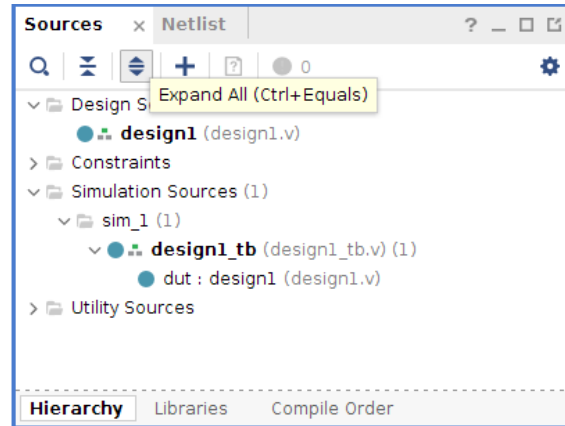 Sources × Netlist ? _
+ ? 0
Expand All (Ctrl+Equals)
Design S
design1 (design1.v)
Constraints
Simulation Sources (1)
sim_1 (1)
design1_tb (design1_tb.v) (1)
dut : design1 (design1.v)
Utility Sources
Hierarchy Libraries Compile Order